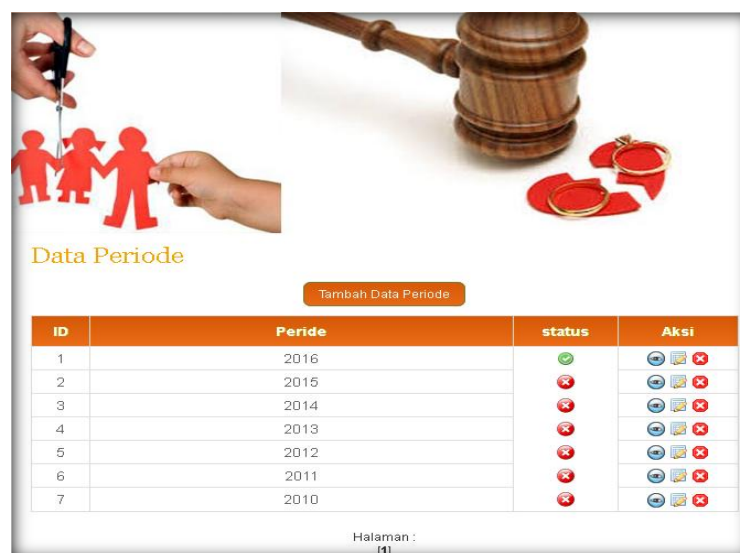 Data Periode
Tambah Data Periode
ID Peride status Aksi
1 2016
2 2015
3 2014
4 2013
5 2012
6 2011
7 2010
Halaman :
[1]